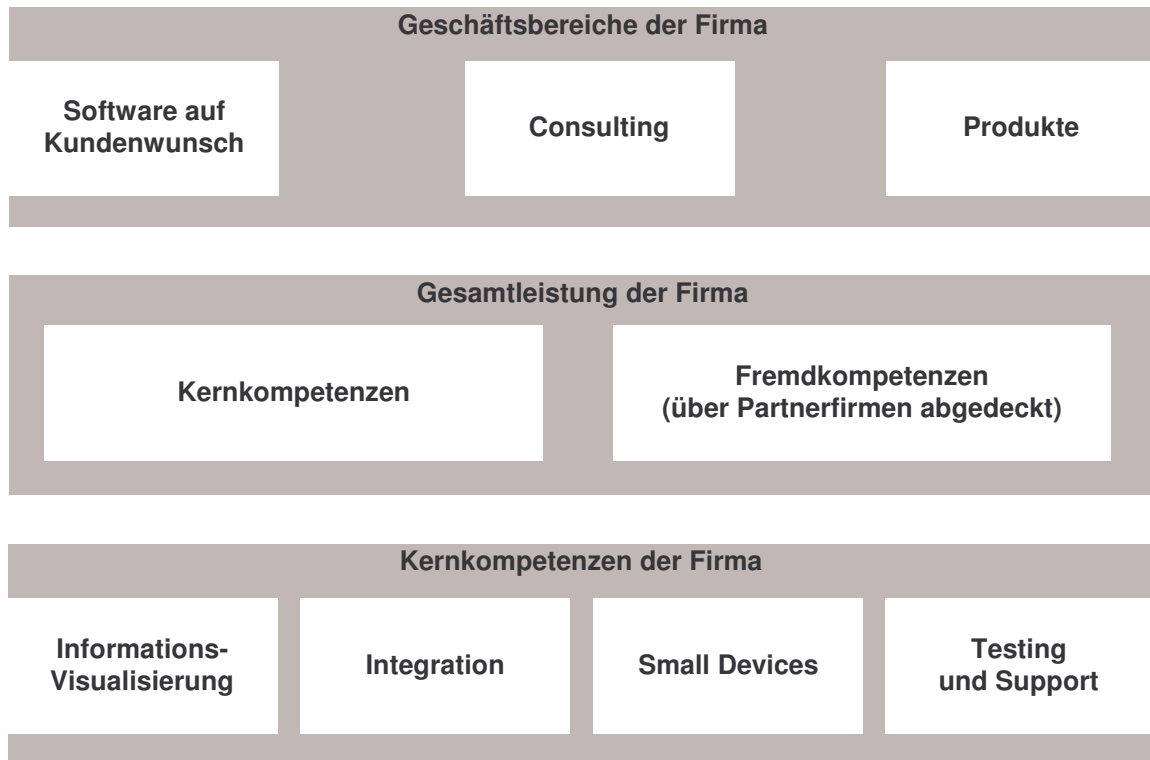 Geschäftsbereiche der Firma
Software auf
Kundenwunsch
Consulting
Produkte
Gesamtleistung der Firma
Kernkompetenzen
Fremdkompetenzen
(über Partnerfirmen abgedeckt)
Kernkompetenzen der Firma
Informations-
Visualisierung
Integration
Small Devices
Testing
und Support